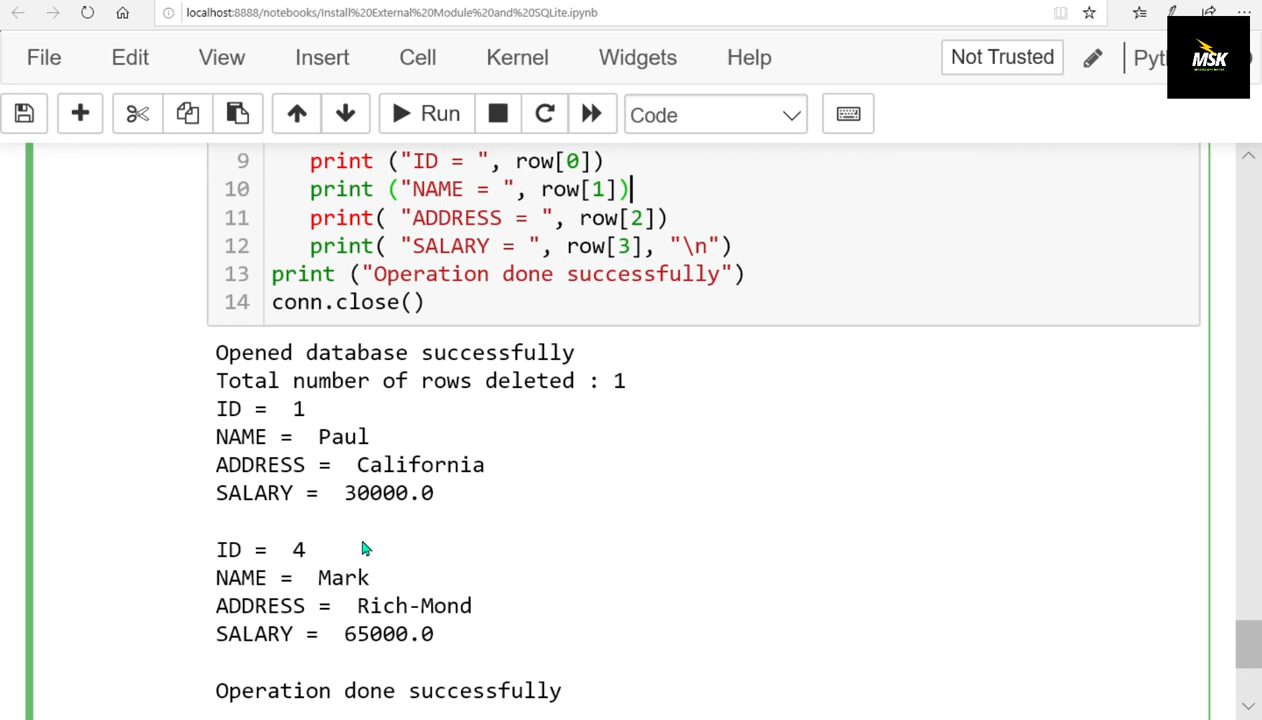 localhost:8888/notebooks/Install%20External%20Module%20and%20SQLite.ipynb
File Edit View Insert Cell Kernel Widgets Help Not Trusted Pyt
MSK
Run Code
9 print ("ID = ", row[0])
10 print ("NAME = ", row[1])
11 print( "ADDRESS = ", row[2])
12 print( "SALARY = ", row[3], "\n")
13 print ("Operation done successfully")
14 conn.close()
Opened database successfully
Total number of rows deleted : 1
ID =  1
NAME =  Paul
ADDRESS =  California
SALARY =  30000.0
ID =  4
NAME =  Mark
ADDRESS =  Rich-Mond
SALARY =  65000.0
Operation done successfully